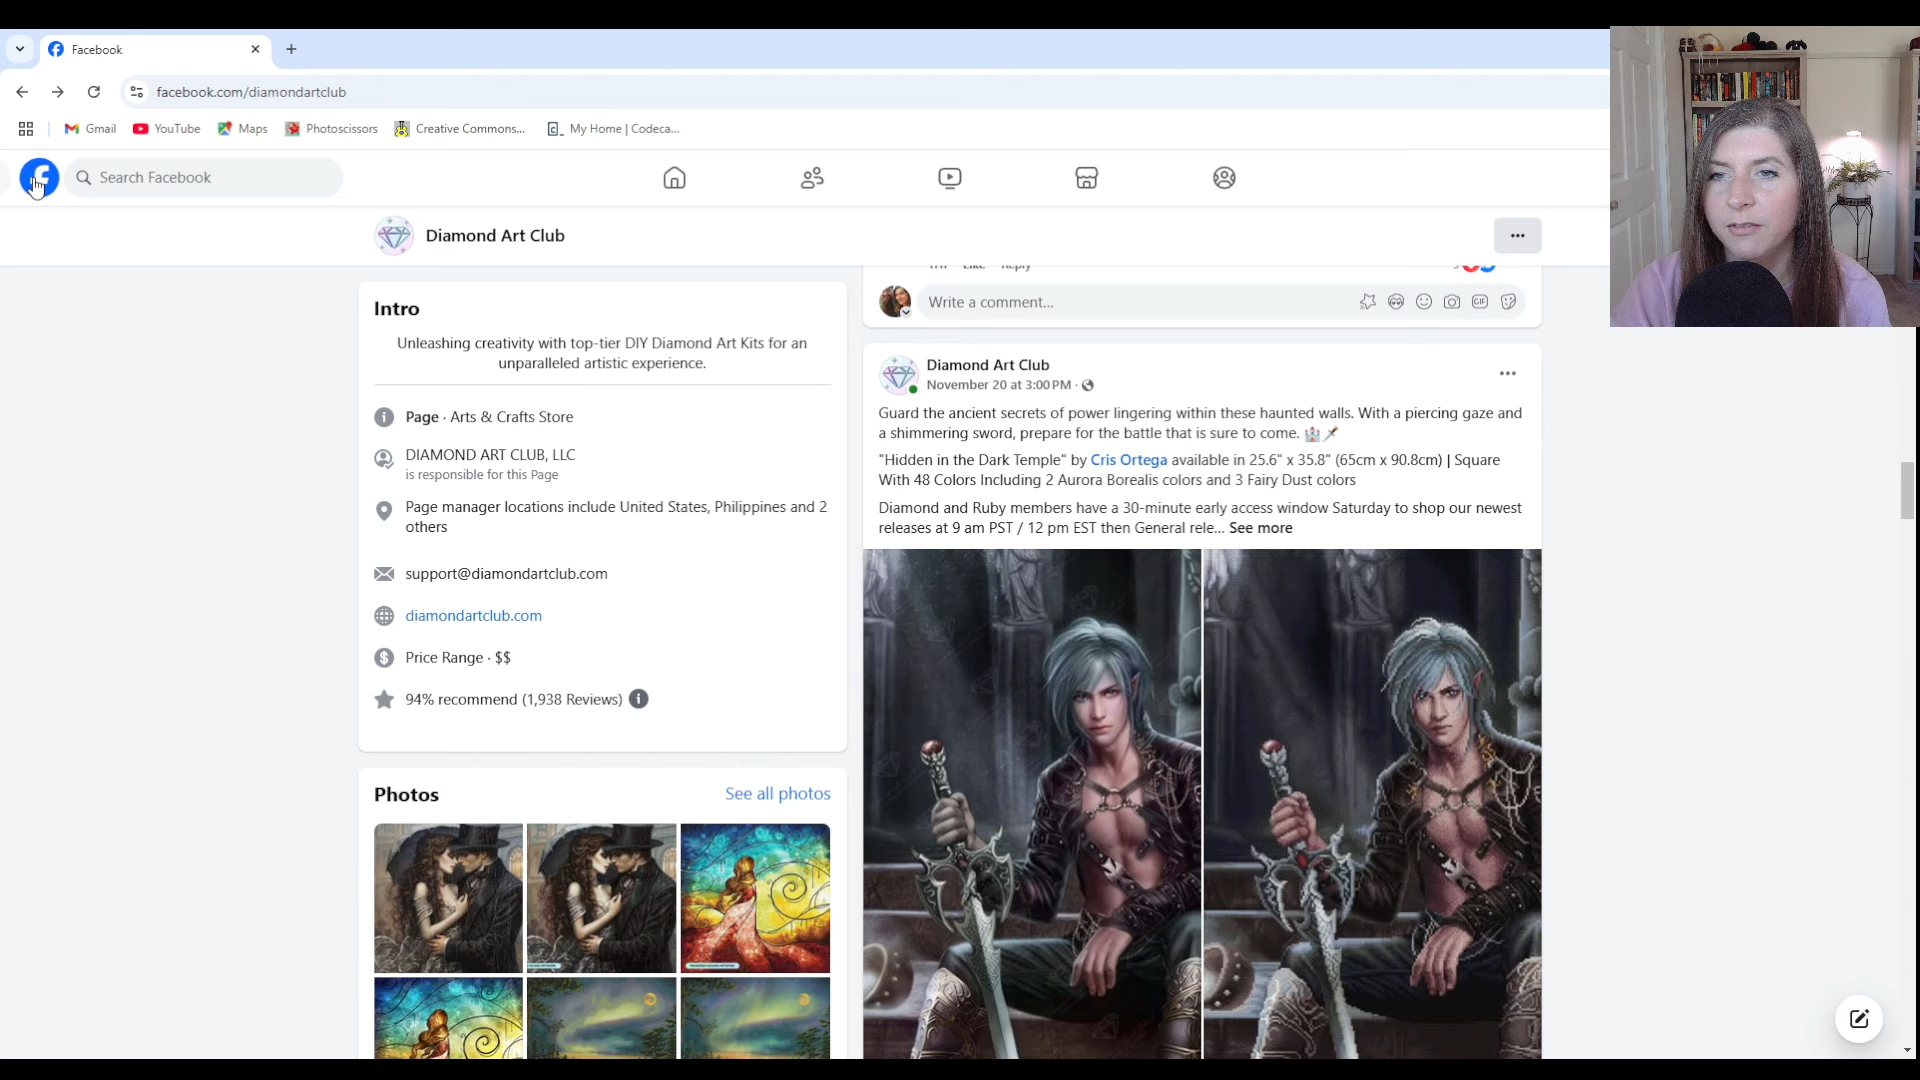 Facebook
facebook.com/diamondartclub
Gmail
YouTube
Maps
Photoscissors
Creative Commons...
My Home | Codeca...
Search Facebook
Diamond Art Club
Intro
Unleashing creativity with top-tier DIY Diamond Art Kits for an
unparalleled artistic experience.
Page · Arts & Crafts Store
DIAMOND ART CLUB, LLC
is responsible for this Page
Page manager locations include United States, Philippines and 2
others
support@diamondartclub.com
diamondartclub.com
Price Range · $$
94% recommend (1,938 Reviews)
Photos
See all photos
Like Reply
Write a comment...
GIF
Diamond Art Club
November 20 at 3:00 PM ·
Guard the ancient secrets of power lingering within these haunted walls. With a piercing gaze and
a shimmering sword, prepare for the battle that is sure to come. 🏰🗡️
"Hidden in the Dark Temple" by Cris Ortega available in 25.6" x 35.8" (65cm x 90.8cm) | Square
With 48 Colors Including 2 Aurora Borealis colors and 3 Fairy Dust colors
Diamond and Ruby members have a 30-minute early access window Saturday to shop our newest
releases at 9 am PST / 12 pm EST then General rele... See more